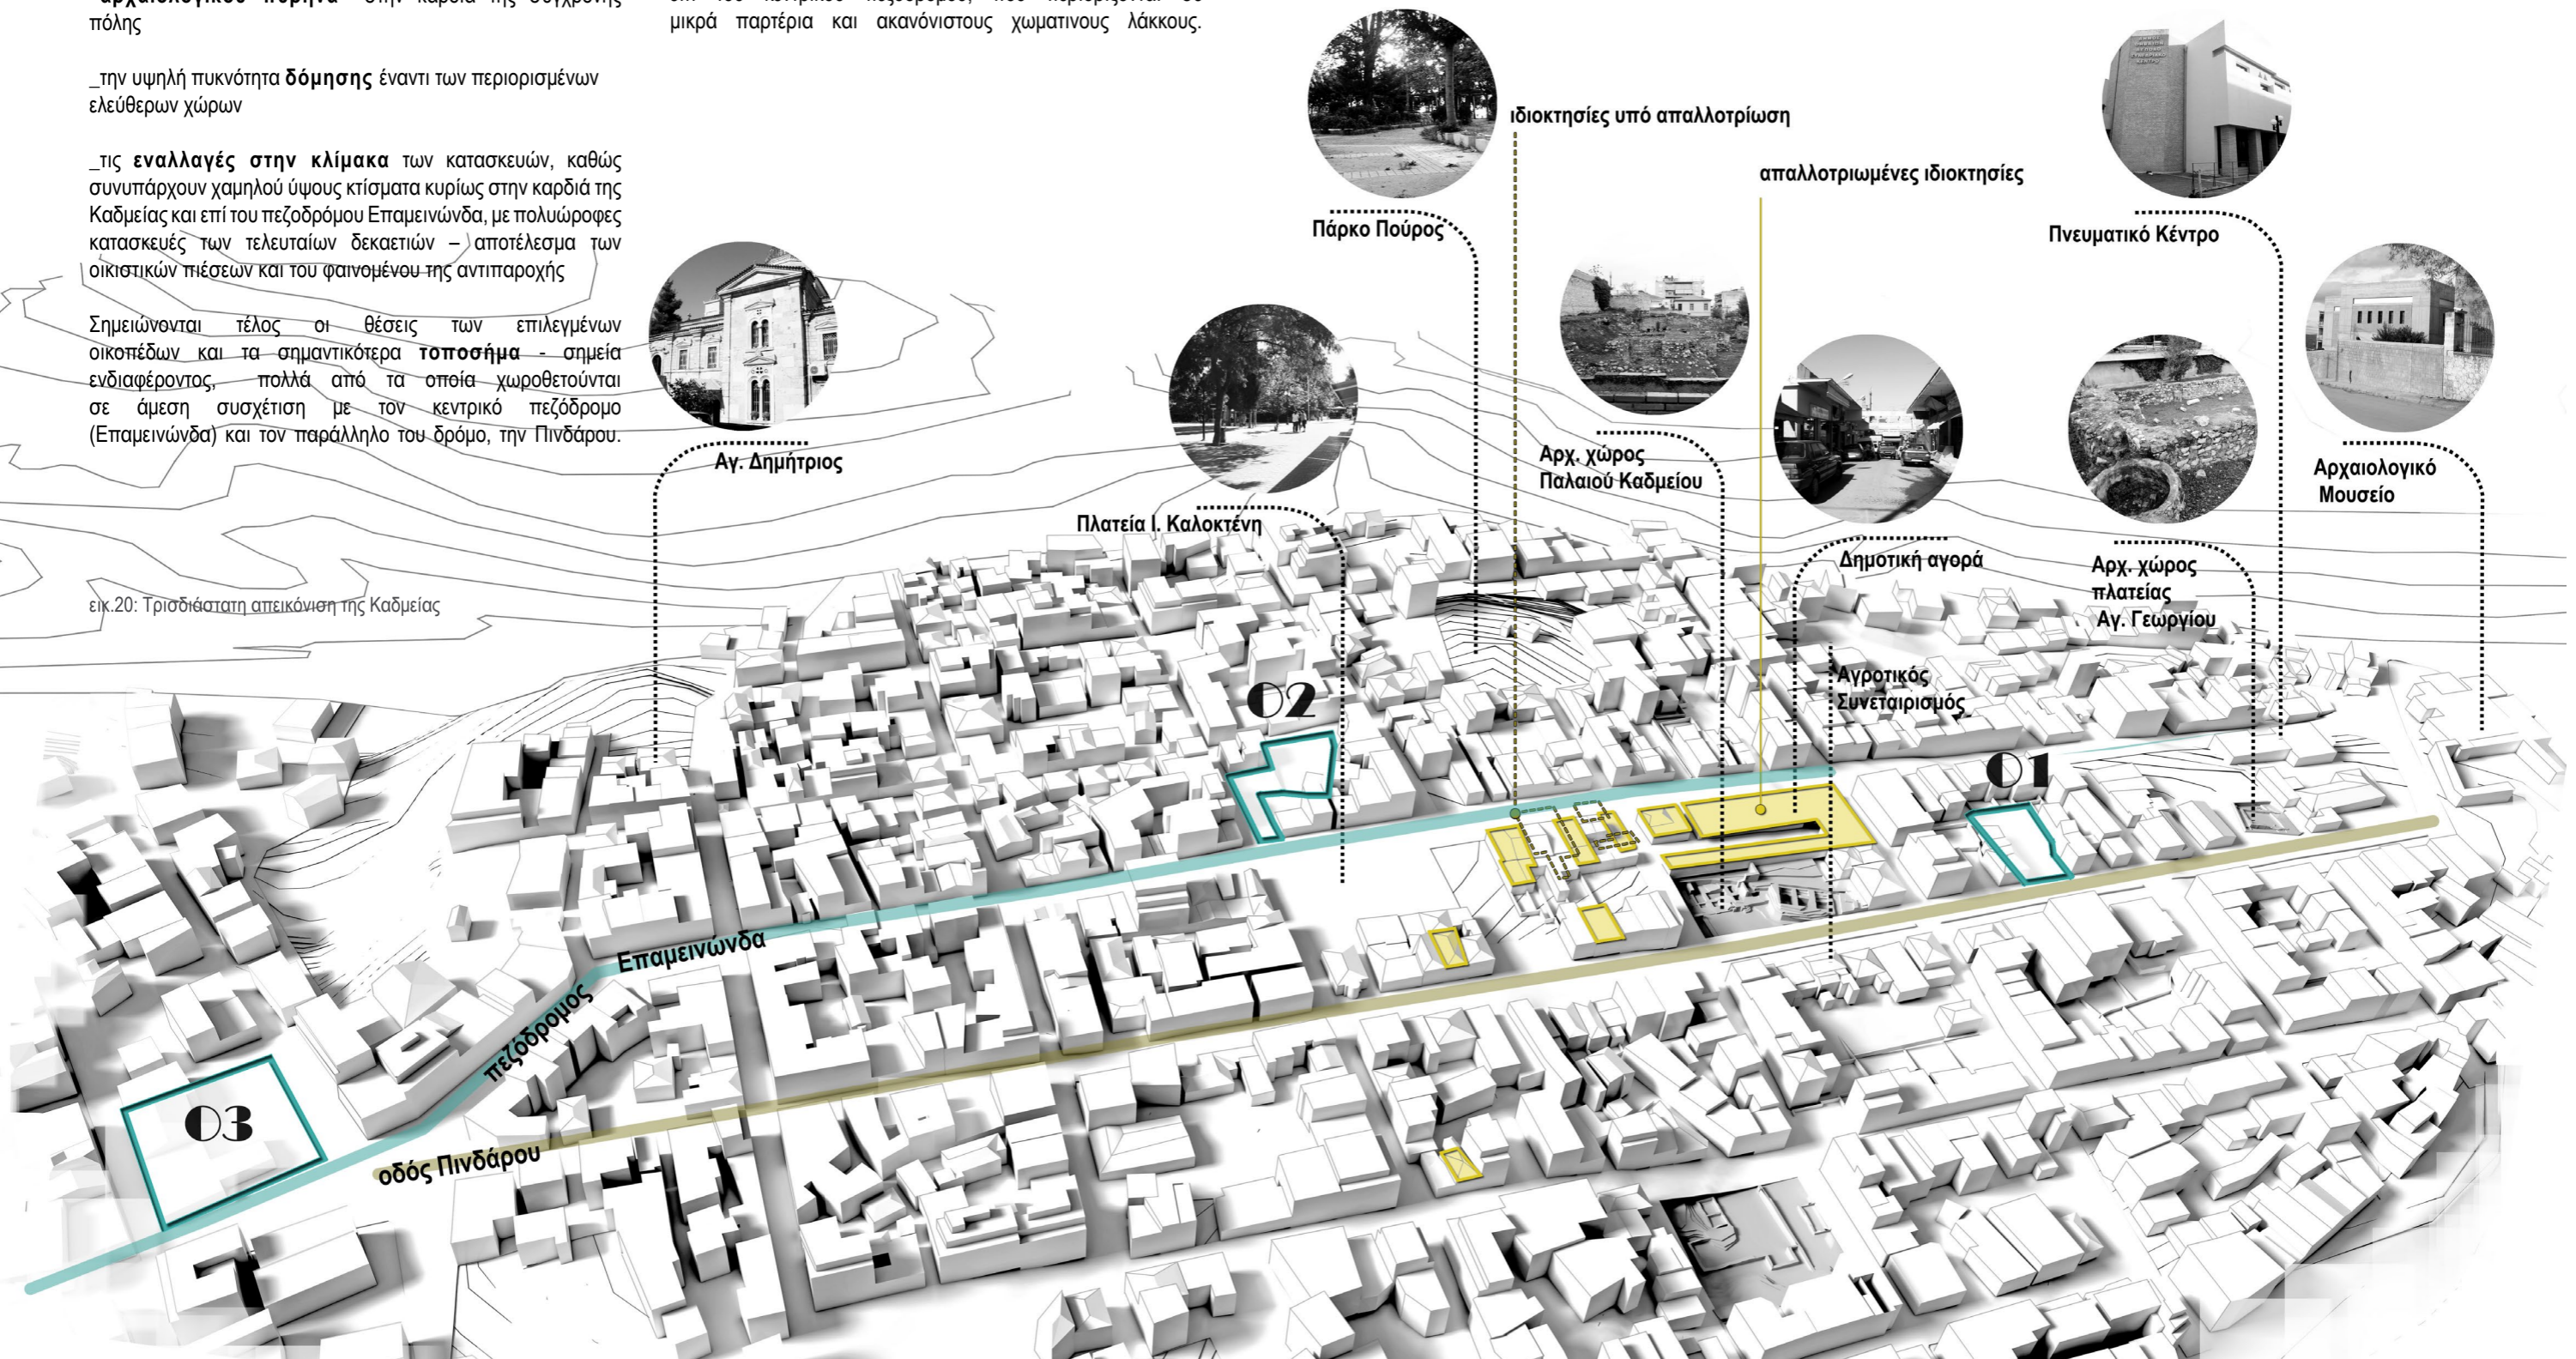 πόλης
_την υψηλή πυκνότητα δόμησης έναντι των περιορισμένων
ελεύθερων χώρων
_τις εναλλαγές στην κλίμακα των κατασκευών, καθώς
συνυπάρχουν χαμηλού ύψους κτίσματα κυρίως στην καρδιά της
Καδμείας και επί του πεζοδρόμου Επαμεινώνδα, με πολυώροφες
κατασκευές των τελευταίων δεκαετιών – αποτέλεσμα των
οικιστικών πιέσεων και του φαινομένου της αντιπαροχής
Σημειώνονται τέλος οι θέσεις των επιλεγμένων
οικοπέδων και τα σημαντικότερα τοποσήμα - σημεία
ενδιαφέροντος, πολλά από τα οποία χωροθετούνται
σε άμεση συσχέτιση με τον κεντρικό πεζόδρομο
(Επαμεινώνδα) και τον παράλληλο του δρόμο, την Πινδάρου.
εικ.20: Τρισδιάστατη απεικόνιση της Καδμείας
μικρά παρτέρια και ακανόνιστους χωματινους λάκκους.
Αγ. Δημήτριος
Πλατεία Ι. Καλοκτένη
Πάρκο Πούρος
ιδιοκτησίες υπό απαλλοτρίωση
απαλλοτριωμένες ιδιοκτησίες
Αρχ. χώρος
Παλαιού Καδμείου
Δημοτική αγορά
Αγροτικός
Συνεταιρισμός
Πνευματικό Κέντρο
Αρχ. χώρος
πλατείας
Αγ. Γεωργίου
Αρχαιολογικό
Μουσείο
02
01
03
πεζόδρομος
Επαμεινώνδα
οδός Πινδάρου